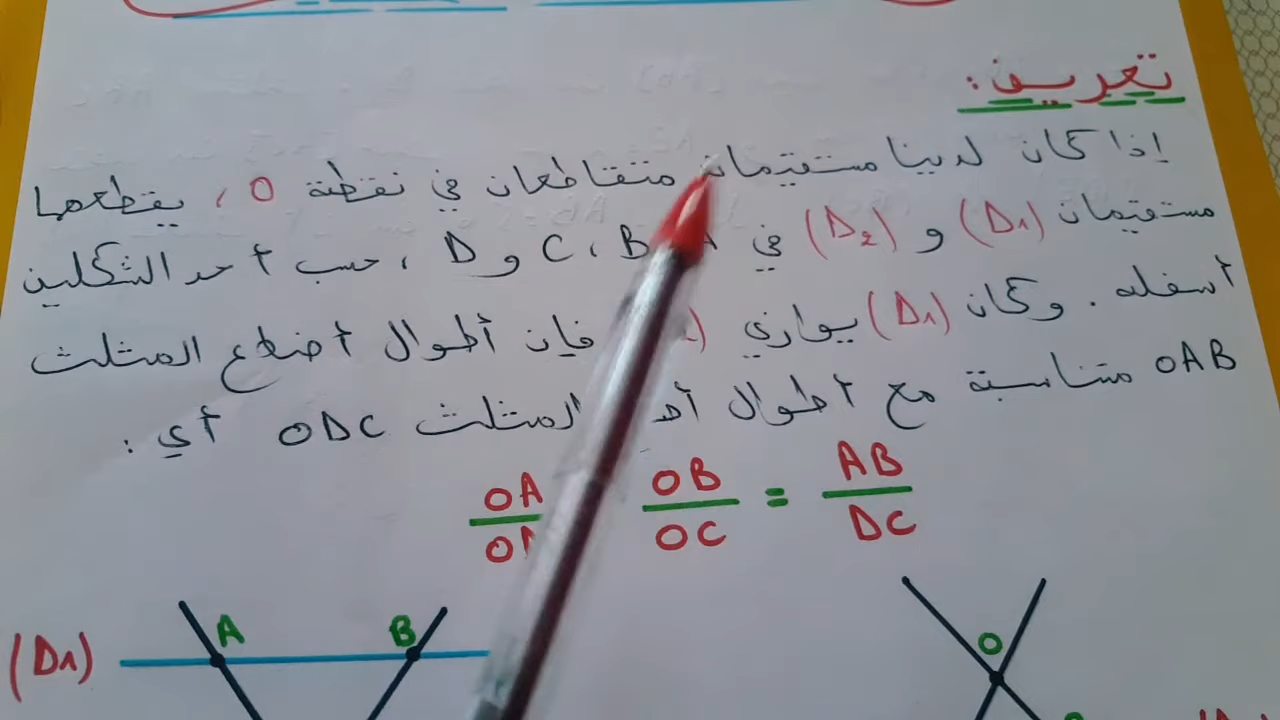 تعريف:
إذا كان لدينا مستقيمان متقاطعان في نقطة O، يقطعها
مستقيمان (D1) و (D2) في A، B، C و D، حسب أحد الشكلين
أسفله. وكان (D1) يوازي فإن أطوال أضلاع المثلث
OAB متناسبة مع أطوال المثلث ODC أي:
OA OB = AB
OC DC
A B O
(D1)